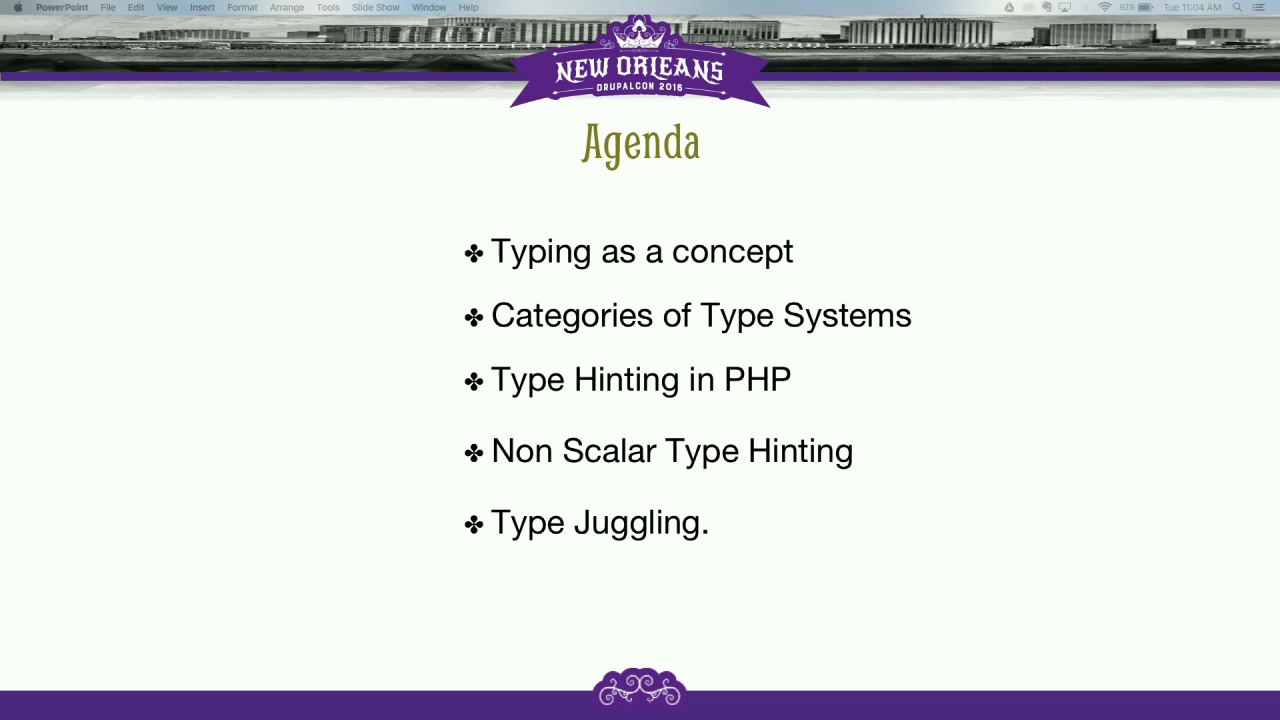 PowerPoint File Edit View Insert Format Arrange Tools Slide Show Window Help 92% Tue 11:04 AM
NEW ORLEANS
DRUPALCON 2016
Agenda
✤ Typing as a concept
✤ Categories of Type Systems
✤ Type Hinting in PHP
✤ Non Scalar Type Hinting
✤ Type Juggling.